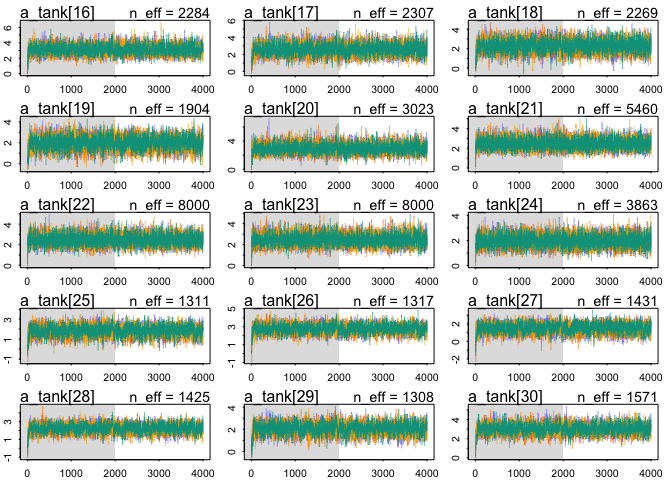 a_tank[16] n_eff = 2284
a_tank[17] n_eff = 2307
a_tank[18] n_eff = 2269
0 2 4 6
0 2 4 6
0 2 4
0 1000 2000 3000 4000
0 1000 2000 3000 4000
0 1000 2000 3000 4000
a_tank[19] n_eff = 1904
a_tank[20] n_eff = 3023
a_tank[21] n_eff = 5460
0 2 4
0 4
0 2 4
0 1000 2000 3000 4000
0 1000 2000 3000 4000
0 1000 2000 3000 4000
a_tank[22] n_eff = 8000
a_tank[23] n_eff = 8000
a_tank[24] n_eff = 3863
0 2 4
0 2 4
0 2 4
0 1000 2000 3000 4000
0 1000 2000 3000 4000
0 1000 2000 3000 4000
a_tank[25] n_eff = 1311
a_tank[26] n_eff = 1317
a_tank[27] n_eff = 1431
-1 1 3
-1 1 3 5
-2 0 2
0 1000 2000 3000 4000
0 1000 2000 3000 4000
0 1000 2000 3000 4000
a_tank[28] n_eff = 1425
a_tank[29] n_eff = 1308
a_tank[30] n_eff = 1571
-1 1 3
0 2 4
0 2 4
0 1000 2000 3000 4000
0 1000 2000 3000 4000
0 1000 2000 3000 4000